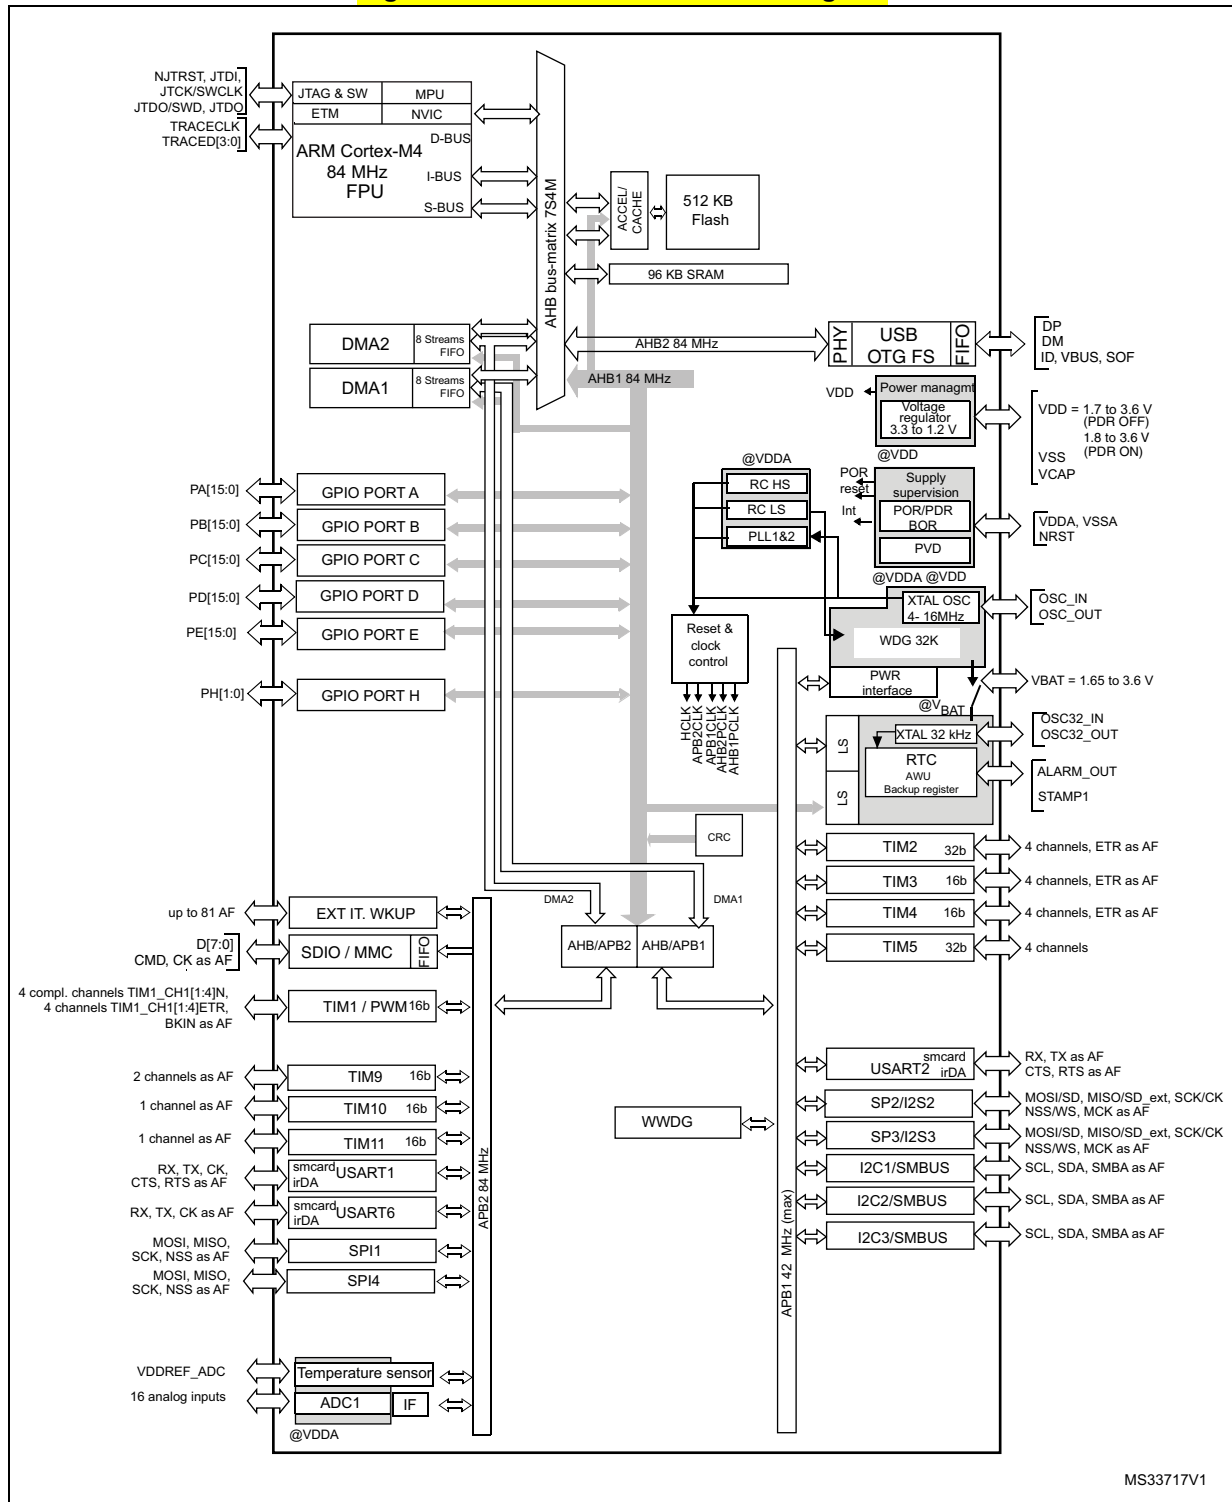 NJTRST, JTDI,
JTCK/SWCLK
JTDO/SWD, JTDO
TRACECLK
TRACED[3:0]
JTAG & SW
MPU
ETM
NVIC
D-BUS
ARM Cortex-M4
84 MHz
FPU
I-BUS
S-BUS
AHB bus-matrix 7S4M
ACCEL/
CACHE
512 KB
Flash
96 KB SRAM
DMA2
8 Streams
FIFO
DMA1
8 Streams
FIFO
AHB2 84 MHz
AHB1 84 MHz
PHY
USB
OTG FS
FIFO
DP
DM
ID, VBUS, SOF
VDD
Power managmt
Voltage
regulator
3.3 to 1.2 V
@VDD
VDD = 1.7 to 3.6 V
(PDR OFF)
1.8 to 3.6 V
(PDR ON)
VSS
VCAP
@VDDA
RC HS
RC LS
PLL1&2
POR
reset
Int
Supply
supervision
POR/PDR
BOR
PVD
@VDDA @VDD
VDDA, VSSA
NRST
PA[15:0]
GPIO PORT A
PB[15:0]
GPIO PORT B
PC[15:0]
GPIO PORT C
PD[15:0]
GPIO PORT D
PE[15:0]
GPIO PORT E
PH[1:0]
GPIO PORT H
XTAL OSC
4- 16MHz
WDG 32K
OSC_IN
OSC_OUT
Reset &
clock
control
HCLK
APB2CLK
APB1CLK
AHB2PCLK
AHB1PCLK
PWR
interface
VBAT = 1.65 to 3.6 V
@VBAT
LS
LS
XTAL 32 kHz
RTC
AWU
Backup register
OSC32_IN
OSC32_OUT
ALARM_OUT
STAMP1
CRC
TIM2 32b
4 channels, ETR as AF
TIM3 16b
4 channels, ETR as AF
TIM4 16b
4 channels, ETR as AF
TIM5 32b
4 channels
DMA2
DMA1
AHB/APB2
AHB/APB1
up to 81 AF
EXT IT. WKUP
D[7:0]
CMD, CK as AF
SDIO / MMC
FIFO
4 compl. channels TIM1_CH1[1:4]N,
4 channels TIM1_CH1[1:4]ETR,
BKIN as AF
TIM1 / PWM 16b
2 channels as AF
TIM9 16b
1 channel as AF
TIM10 16b
1 channel as AF
TIM11 16b
RX, TX, CK,
CTS, RTS as AF
smcard
irDA
USART1
RX, TX, CK as AF
smcard
irDA
USART6
MOSI, MISO,
SCK, NSS as AF
SPI1
MOSI, MISO,
SCK, NSS as AF
SPI4
APB2 84 MHz
VDDREF_ADC
Temperature sensor
16 analog inputs
ADC1
IF
@VDDA
WWDG
APB1 42 MHz (max)
USART2
smcard
irDA
RX, TX as AF
CTS, RTS as AF
SP2/I2S2
MOSI/SD, MISO/SD_ext, SCK/CK
NSS/WS, MCK as AF
SP3/I2S3
MOSI/SD, MISO/SD_ext, SCK/CK
NSS/WS, MCK as AF
I2C1/SMBUS
SCL, SDA, SMBA as AF
I2C2/SMBUS
SCL, SDA, SMBA as AF
I2C3/SMBUS
SCL, SDA, SMBA as AF
MS33717V1